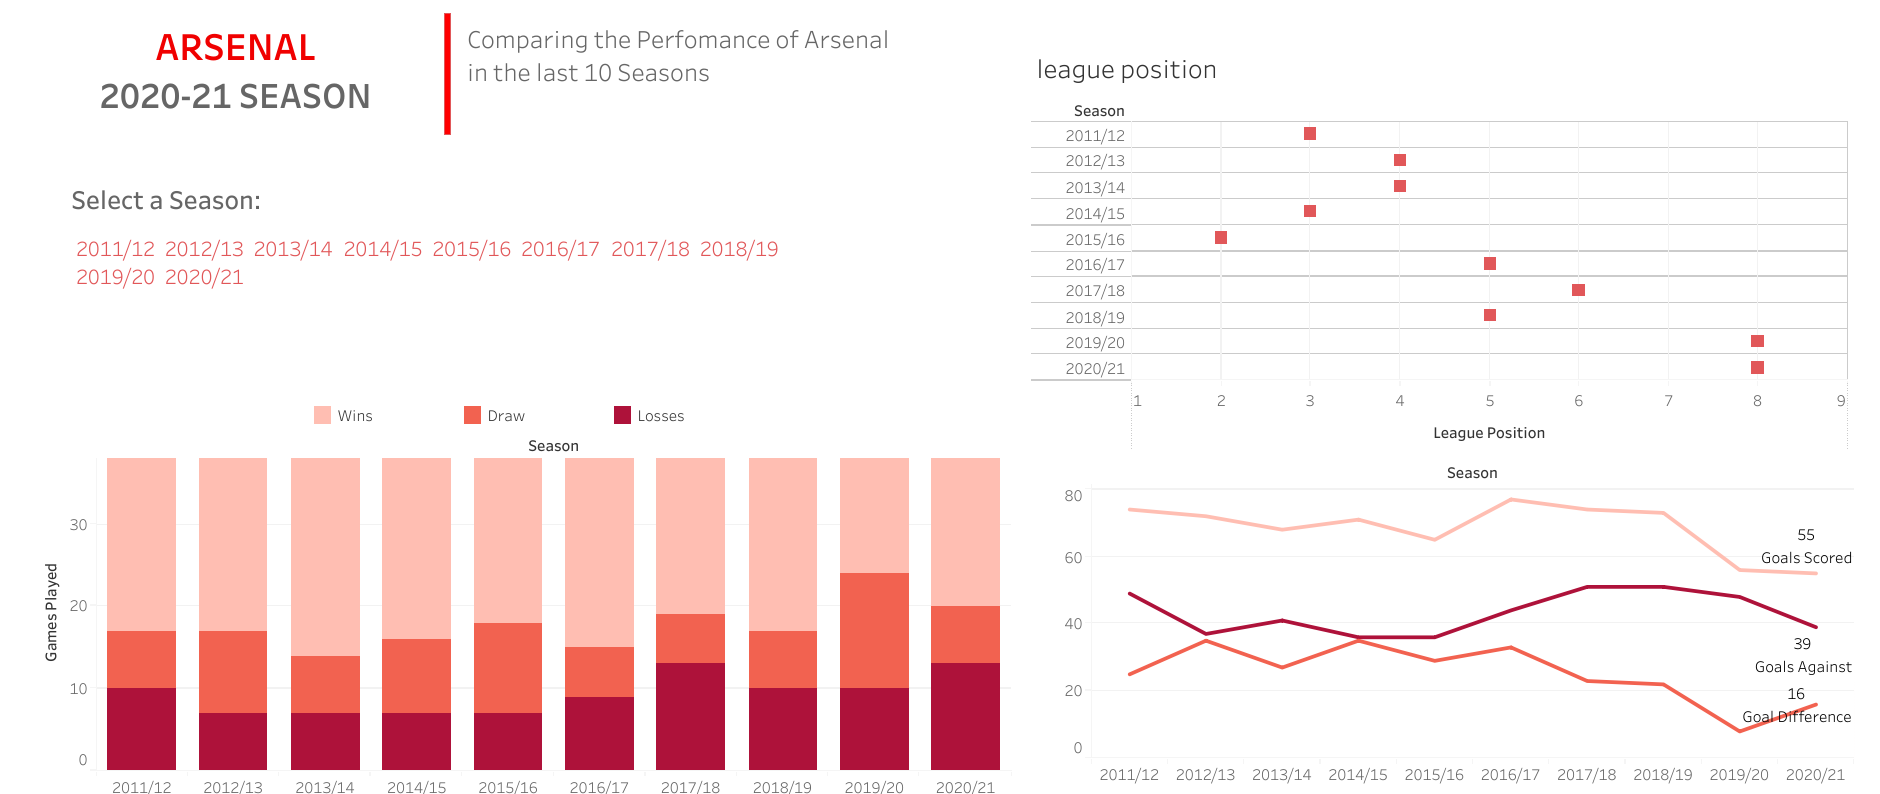 ARSENAL
2020-21 SEASON
Comparing the Perfomance of Arsenal
in the last 10 Seasons
Select a Season:
2011/12 2012/13 2013/14 2014/15 2015/16 2016/17 2017/18 2018/19
2019/20 2020/21
league position
Season
2011/12
2012/13
2013/14
2014/15
2015/16
2016/17
2017/18
2018/19
2019/20
2020/21
1 2 3 4 5 6 7 8 9
League Position
Wins Draw Losses
Season
Games Played
30
20
10
0
2011/12 2012/13 2013/14 2014/15 2015/16 2016/17 2017/18 2018/19 2019/20 2020/21
Season
80
60
40
20
0
55
Goals Scored
39
Goals Against
16
Goal Difference
2011/12 2012/13 2013/14 2014/15 2015/16 2016/17 2017/18 2018/19 2019/20 2020/21